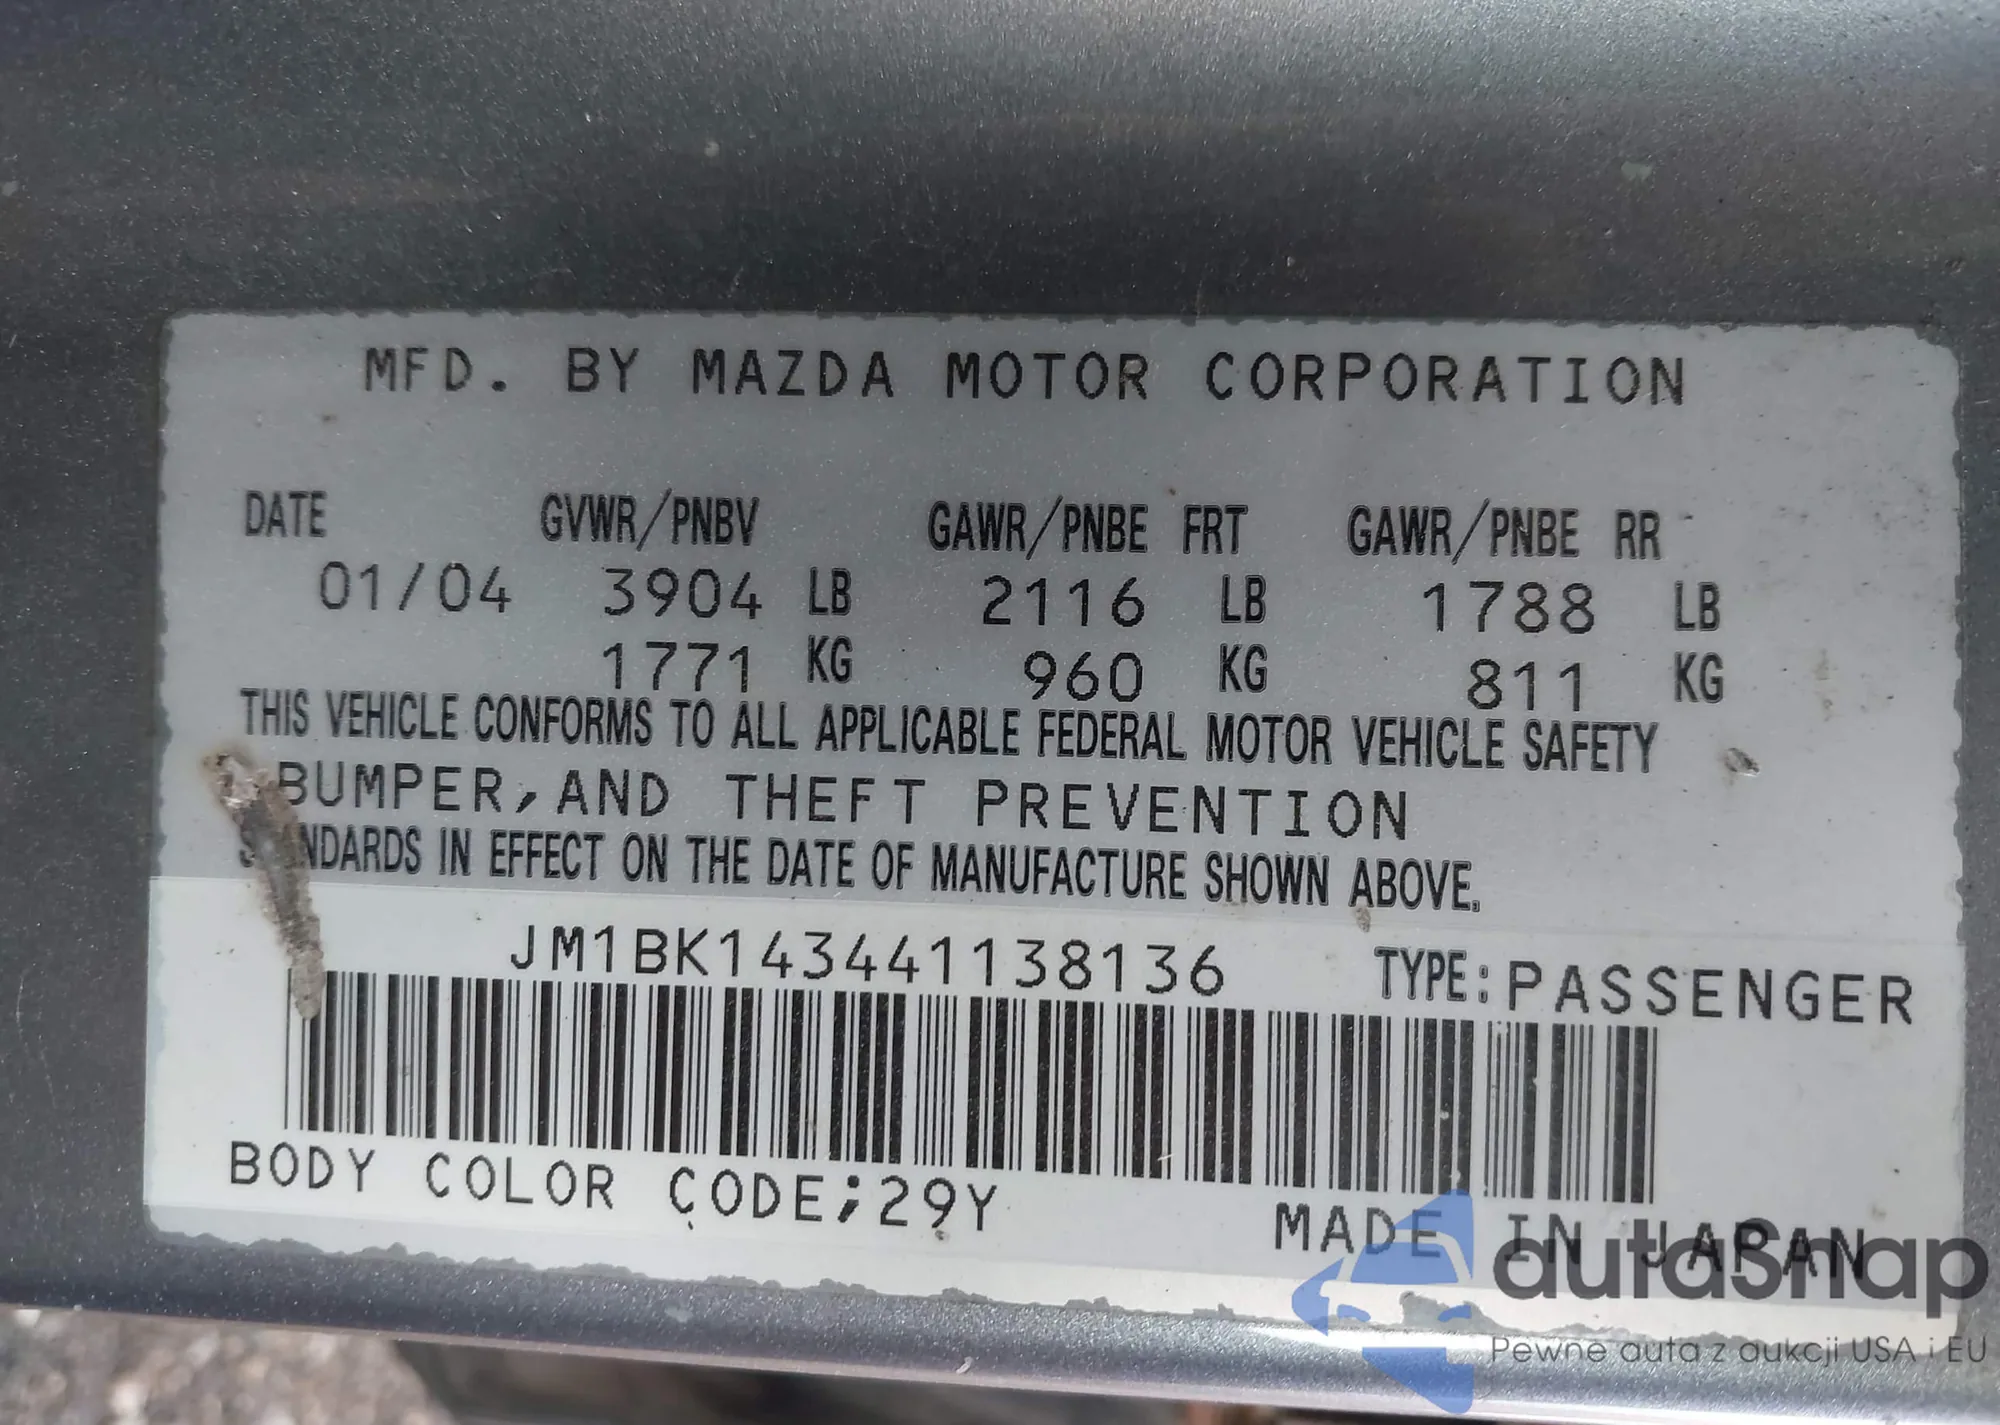 MFD. BY MAZDA MOTOR CORPORATION
DATE GVWR/PNBV GAWR/PNBE FRT GAWR/PNBE RR
01/04 3904 LB 2116 LB 1788 LB
1771 KG 960 KG 811 KG
THIS VEHICLE CONFORMS TO ALL APPLICABLE FEDERAL MOTOR VEHICLE SAFETY
BUMPER, AND THEFT PREVENTION
STANDARDS IN EFFECT ON THE DATE OF MANUFACTURE SHOWN ABOVE.
JM1BK143441138136 TYPE: PASSENGER
BODY COLOR CODE;29Y
MADE IN JAPAN
autaSnap
Pewne auta z aukcji USA i EU